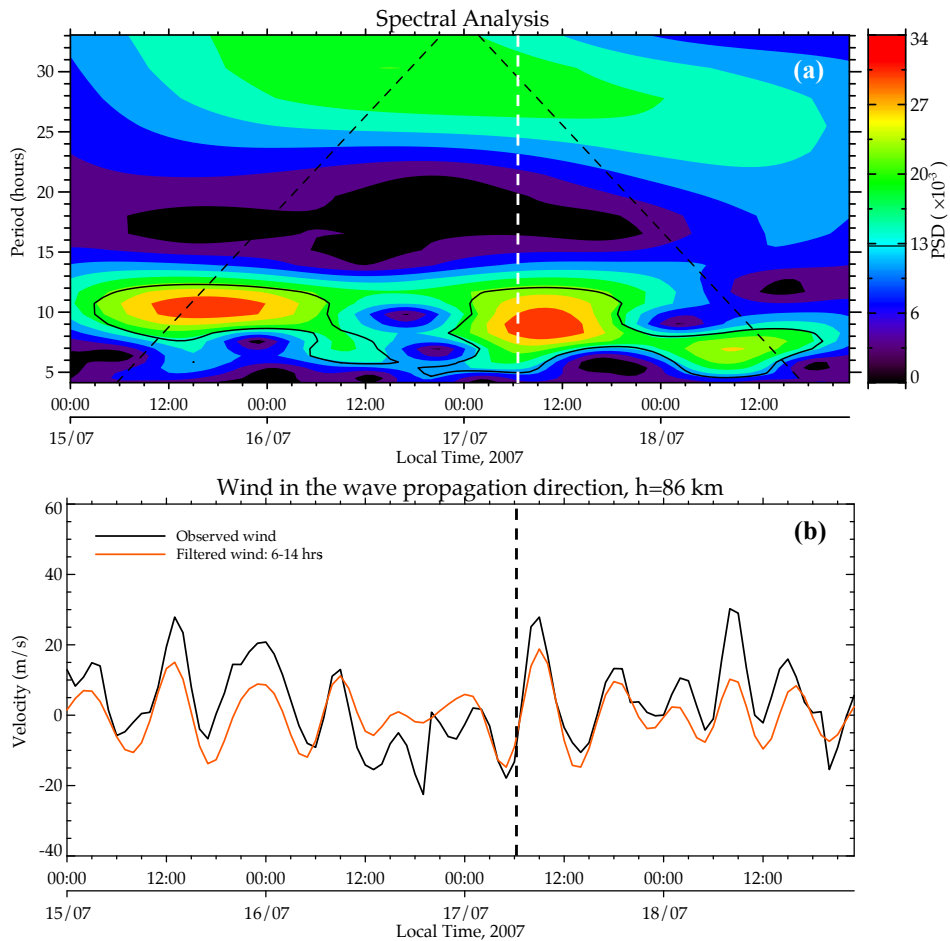 Spectral Analysis
(a)
Period (hours)
30
25
20
15
10
5
34
27
20
13
6
0
PSD ( ×10⁻³)
00:00 12:00 00:00 12:00 00:00 12:00 00:00 12:00
15/07 16/07 17/07 18/07
Local Time, 2007
Wind in the wave propagation direction, h=86 km
(b)
Observed wind
Filtered wind: 6-14 hrs
Velocity (m/s)
60
40
20
0
-20
-40
00:00 12:00 00:00 12:00 00:00 12:00 00:00 12:00
15/07 16/07 17/07 18/07
Local Time, 2007